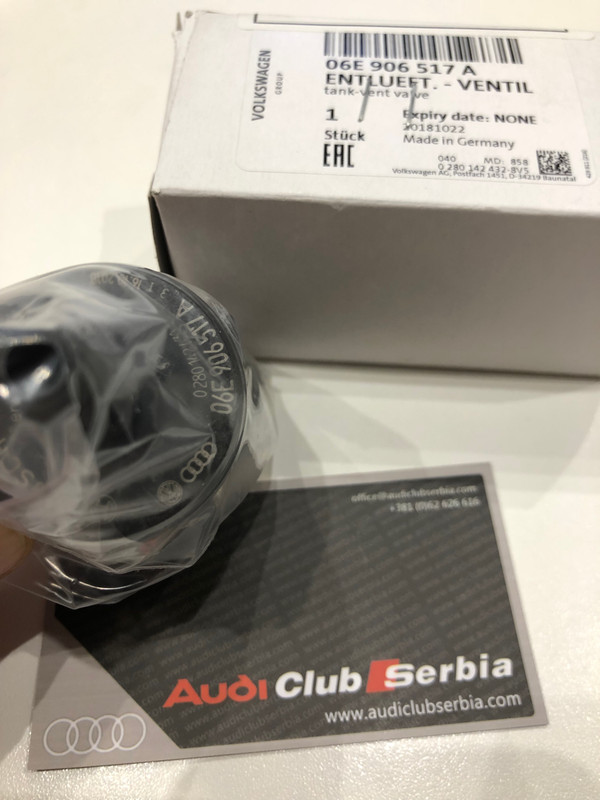 VOLKSWAGEN
GROUP
06E 906 517 A
ENTLUEFT. - VENTIL
tank-vent valve
1
Stück
EAC
Expiry date: NONE
20181022
Made in Germany
040 MD: 858
0 280 142 432-8V5
Volkswagen AG, Postfach 1451, D-34219 Baunatal
06E 906 517 A
office@audiclubserbia.com
+381 (0)62 626 616
Audi Club Serbia
www.audiclubserbia.com